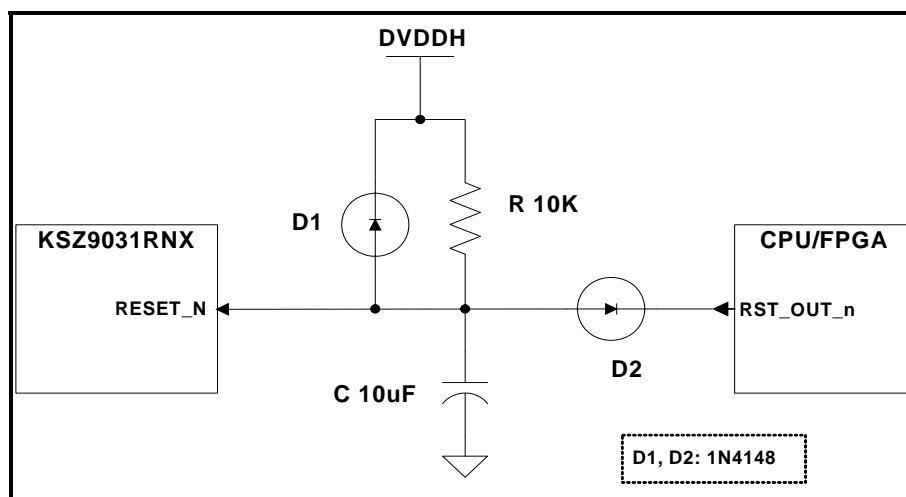 DVDDH
D1
R 10K
KSZ9031RNX
CPU/FPGA
RESET_N
RST_OUT_n
D2
C 10uF
D1, D2: 1N4148